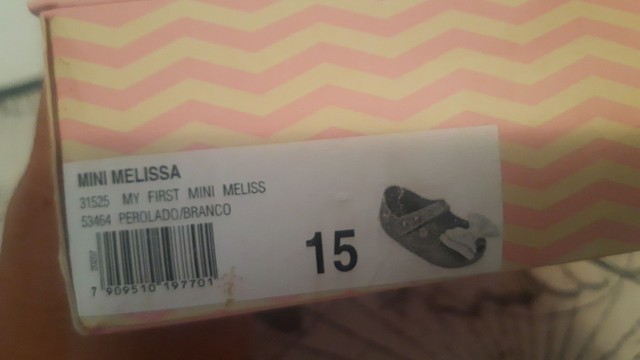 MINI MELISSA
31525 MY FIRST MINI MELISS
53464 PEROLADO/BRANCO
15
7 909510 197701